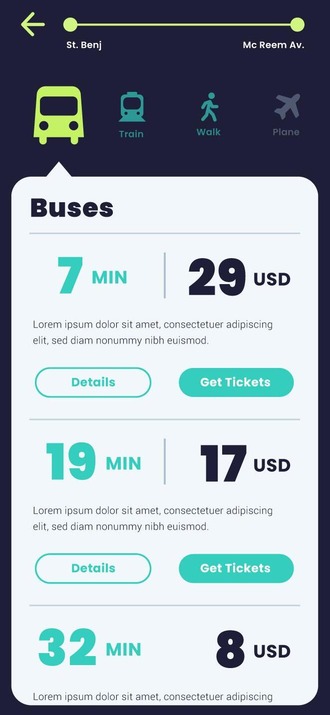 St. Benj
Mc Reem Av.
Train
Walk
Plane
Buses
7 MIN
29 USD
Lorem ipsum dolor sit amet, consectetuer adipiscing
elit, sed diam nonummy nibh euismod.
Details
Get Tickets
19 MIN
17 USD
Lorem ipsum dolor sit amet, consectetuer adipiscing
elit, sed diam nonummy nibh euismod.
Details
Get Tickets
32 MIN
8 USD
Lorem ipsum dolor sit amet, consectetuer adipiscing